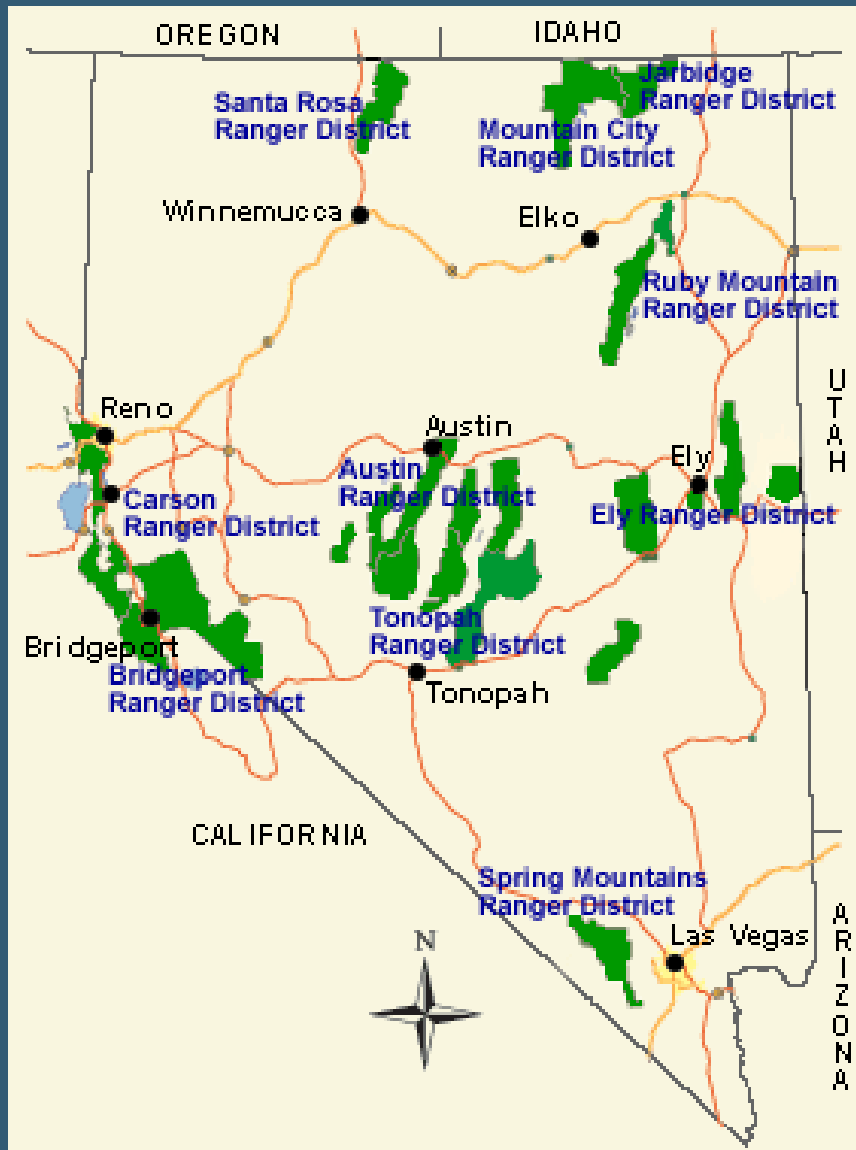 OREGON
IDAHO
Jarbidge
Ranger District
Santa Rosa
Ranger District
Mountain City
Ranger District
Winnemucca
Elko
Ruby Mountain
Ranger District
UTAH
Reno
Austin
Ely
Austin
Ranger District
Carson
Ranger District
Ely Ranger District
Tonopah
Ranger District
Bridgeport
Bridgeport
Ranger District
Tonopah
CALIFORNIA
Spring Mountains
Ranger District
Las Vegas
ARIZONA
N